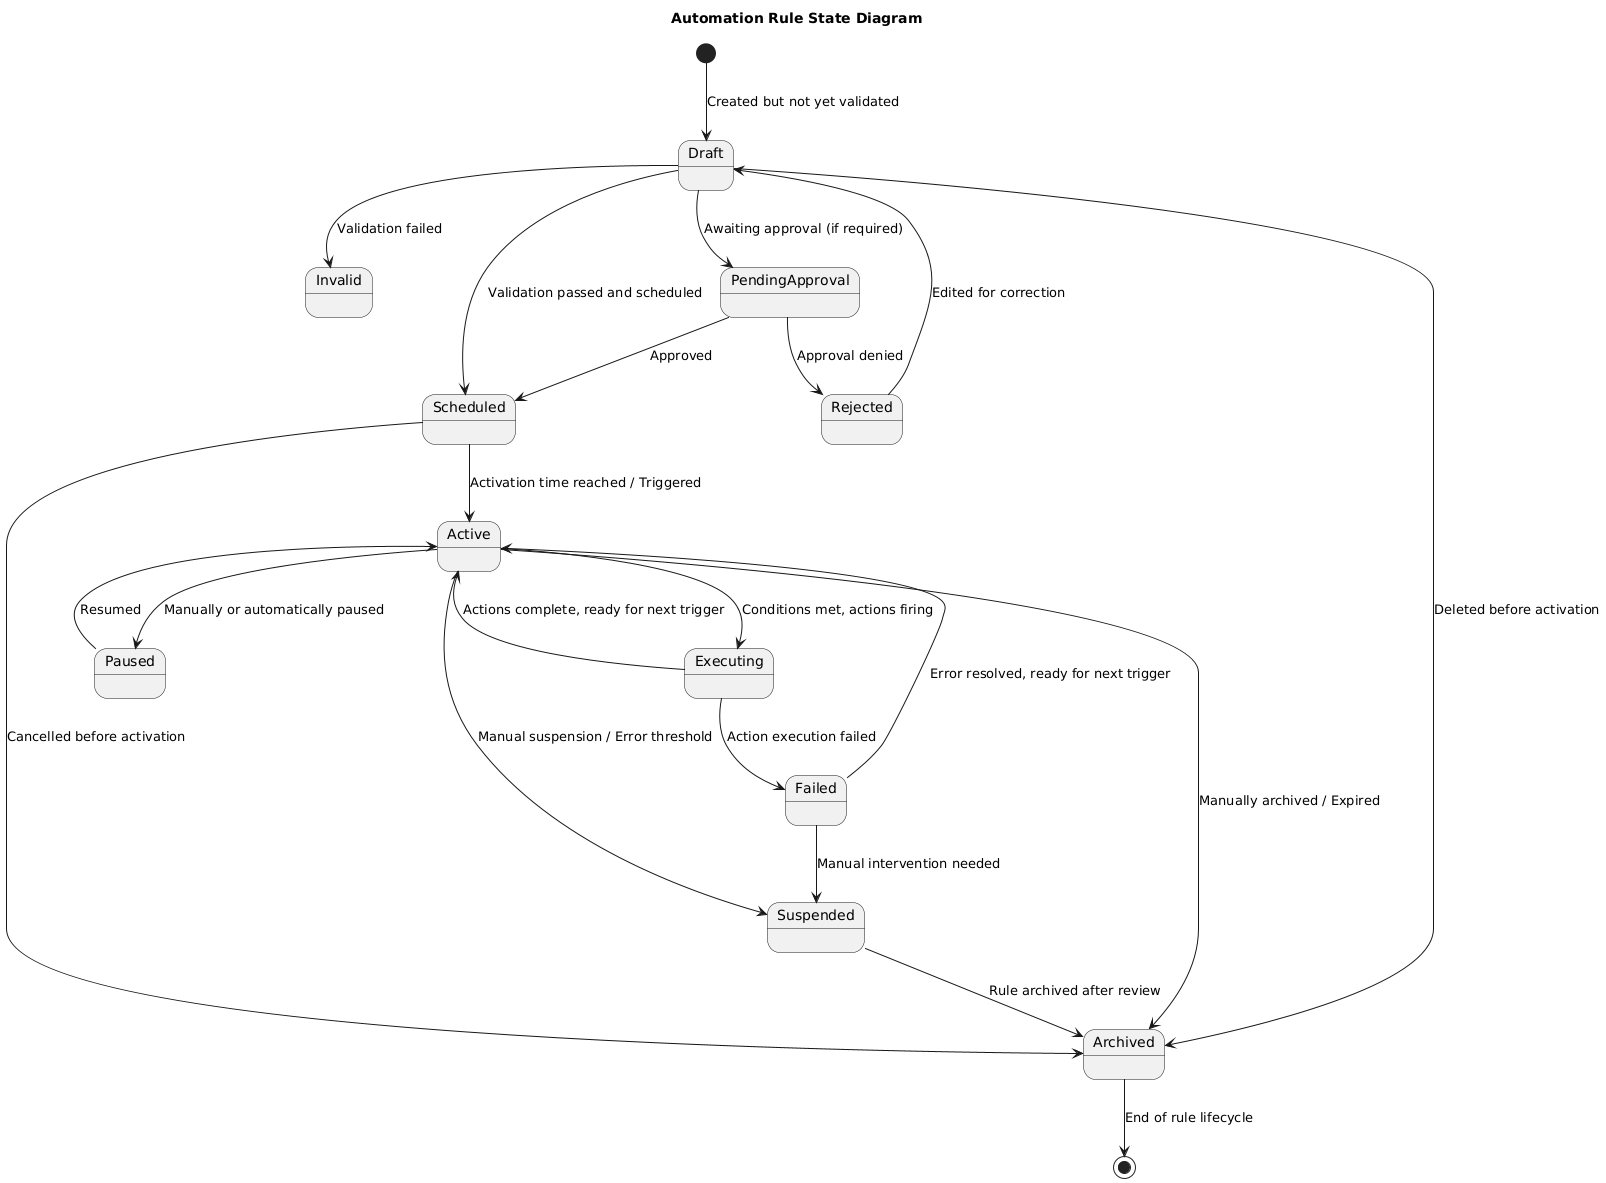 Automation Rule State Diagram
Created but not yet validated
Draft
Validation failed
Awaiting approval (if required)
Invalid
PendingApproval
Validation passed and scheduled
Edited for correction
Approved
Approval denied
Scheduled
Rejected
Activation time reached / Triggered
Active
Resumed
Manually or automatically paused
Actions complete, ready for next trigger
Conditions met, actions firing
Deleted before activation
Paused
Executing
Error resolved, ready for next trigger
Cancelled before activation
Manual suspension / Error threshold
Action execution failed
Failed
Manually archived / Expired
Manual intervention needed
Suspended
Rule archived after review
Archived
End of rule lifecycle